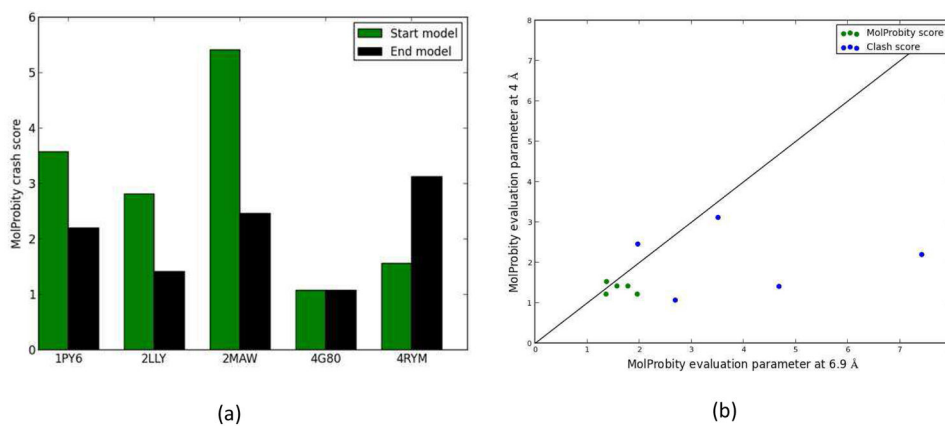 6
5
4
3
2
1
0
MolProbity crash score
Start model
End model
1PY6
2LLY
2MAW
4G80
4RYM
(a)
8
7
6
5
4
3
2
1
0
MolProbity evaluation parameter at 4 Å
MolProbity score
Clash score
0 1 2 3 4 5 6 7
MolProbity evaluation parameter at 6.9 Å
(b)